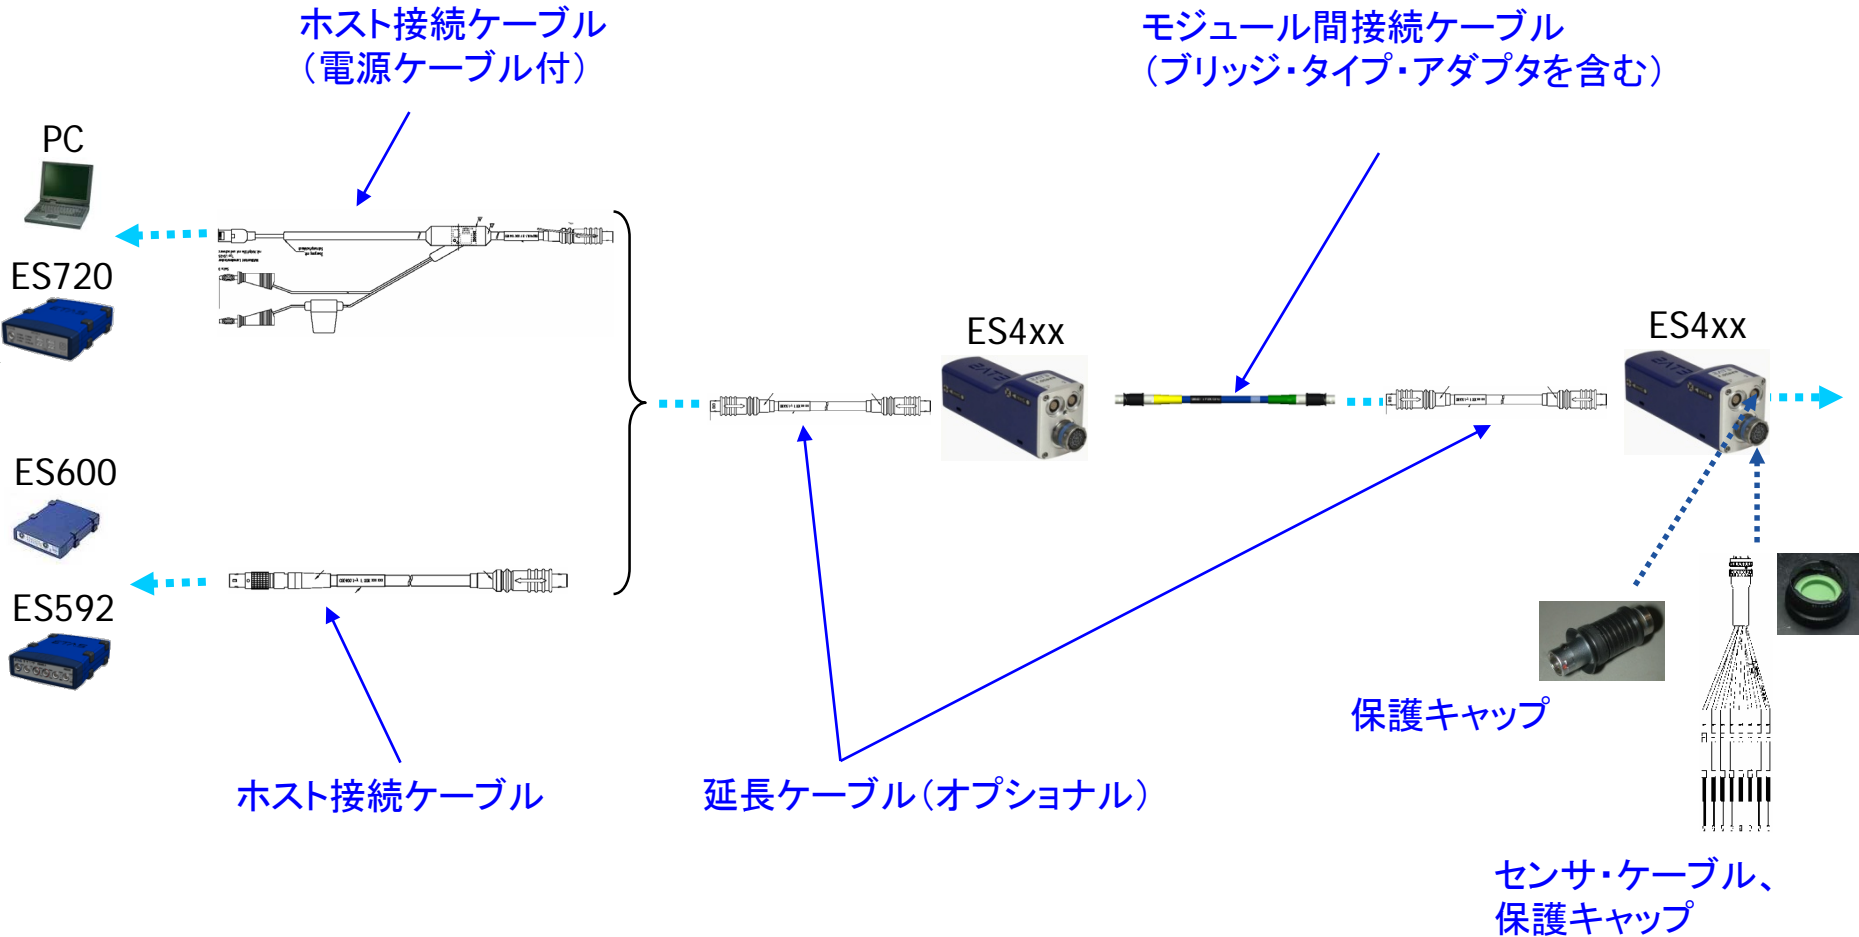 ホスト接続ケーブル
（電源ケーブル付）
モジュール間接続ケーブル
（ブリッジ・タイプ・アダプタを含む）
PC
ES720
ES4xx
ES4xx
ES600
ES592
保護キャップ
ホスト接続ケーブル
延長ケーブル（オプショナル）
センサ・ケーブル、
保護キャップ